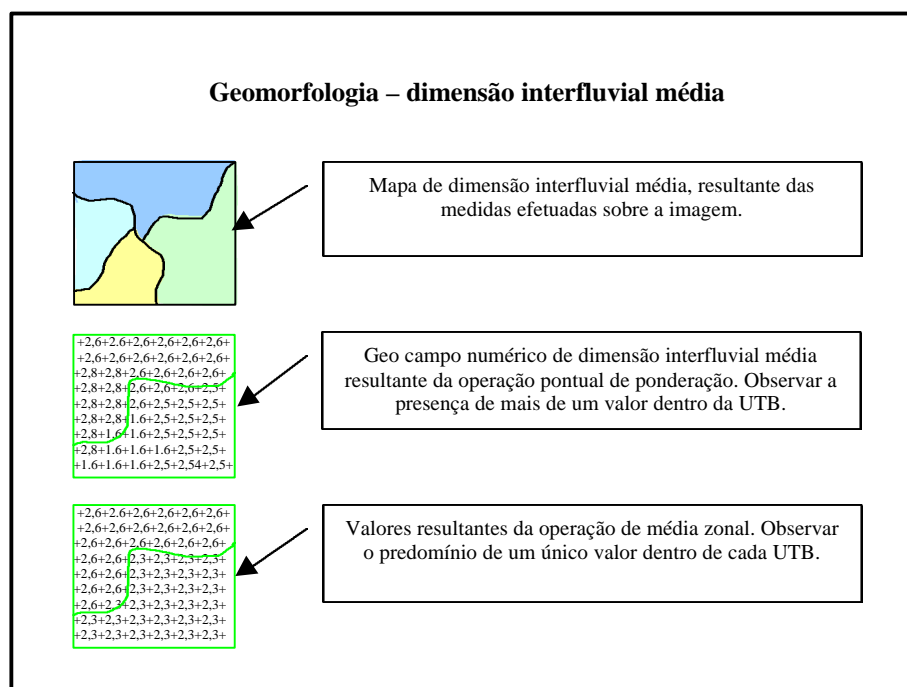 Geomorfologia – dimensão interfluvial média
Mapa de dimensão interfluvial média, resultante das
medidas efetuadas sobre a imagem.
+2,6+2.6+2,6+2,6+2,6+2,6+
+2,6+2,6+2,6+2,6+2,6+2,6+
+2,8+2,8+2,6+2,6+2,6+2,6+
+2,8+2,8+2,6+2,6+2,6+2,5+
+2,8+2,8+2,6+2,5+2,5+2,5+
+2,8+2,8+1.6+2,5+2,5+2,5+
+2,8+1,6+1.6+2,5+2,5+2,5+
+2,8+1.6+1.6+1.6+2,5+2,5+
+1.6+1.6+1.6+2,5+2,54+2,5+
Geo campo numérico de dimensão interfluvial média
resultante da operação pontual de ponderação. Observar a
presença de mais de um valor dentro da UTB.
+2,6+2.6+2,6+2,6+2,6+2,6+
+2,6+2,6+2,6+2,6+2,6+2,6+
+2,6+2,6+2,6+2,6+2,6+2,6+
+2,6+2,6+2,3+2,3+2,3+2,3+
+2,6+2,6+2,3+2,3+2,3+2,3+
+2,6+2,6+2,3+2,3+2,3+2,3+
+2,6+2,3+2,3+2,3+2,3+2,3+
+2,3+2,3+2,3+2,3+2,3+2,3+
+2,3+2,3+2,3+2,3+2,3+2,3+
Valores resultantes da operação de média zonal. Observar
o predomínio de um único valor dentro de cada UTB.